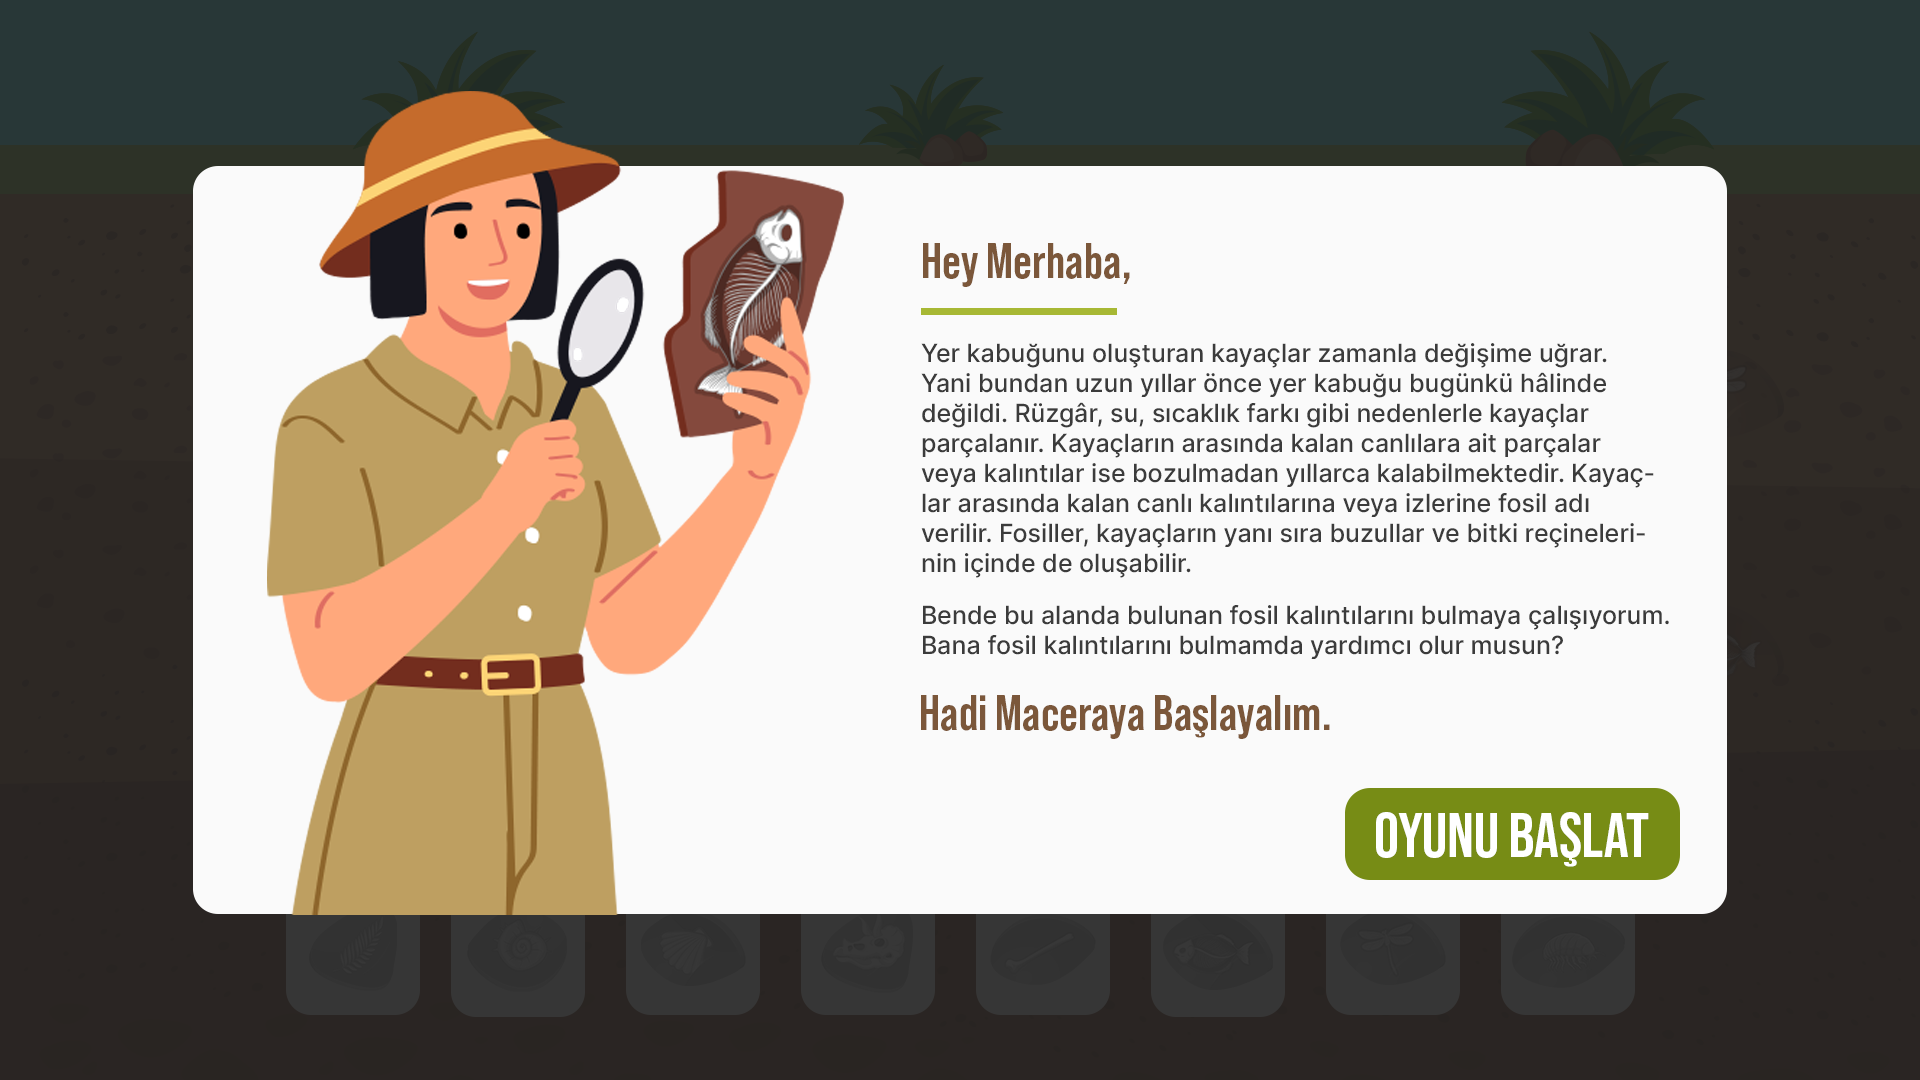 Hey Merhaba,
Yer kabuğunu oluşturan kayaçlar zamanla değişime uğrar.
Yani bundan uzun yıllar önce yer kabuğu bugünkü hâlinde
değildi. Rüzgâr, su, sıcaklık farkı gibi nedenlerle kayaçlar
parçalanır. Kayaçların arasında kalan canlılara ait parçalar
veya kalıntılar ise bozulmadan yıllarca kalabilmektedir. Kayaç-
lar arasında kalan canlı kalıntılarına veya izlerine fosil adı
verilir. Fosiller, kayaçların yanı sıra buzullar ve bitki reçineleri-
nin içinde de oluşabilir.
Bende bu alanda bulunan fosil kalıntılarını bulmaya çalışıyorum.
Bana fosil kalıntılarını bulmamda yardımcı olur musun?
Hadi Maceraya Başlayalım.
OYUNU BAŞLAT